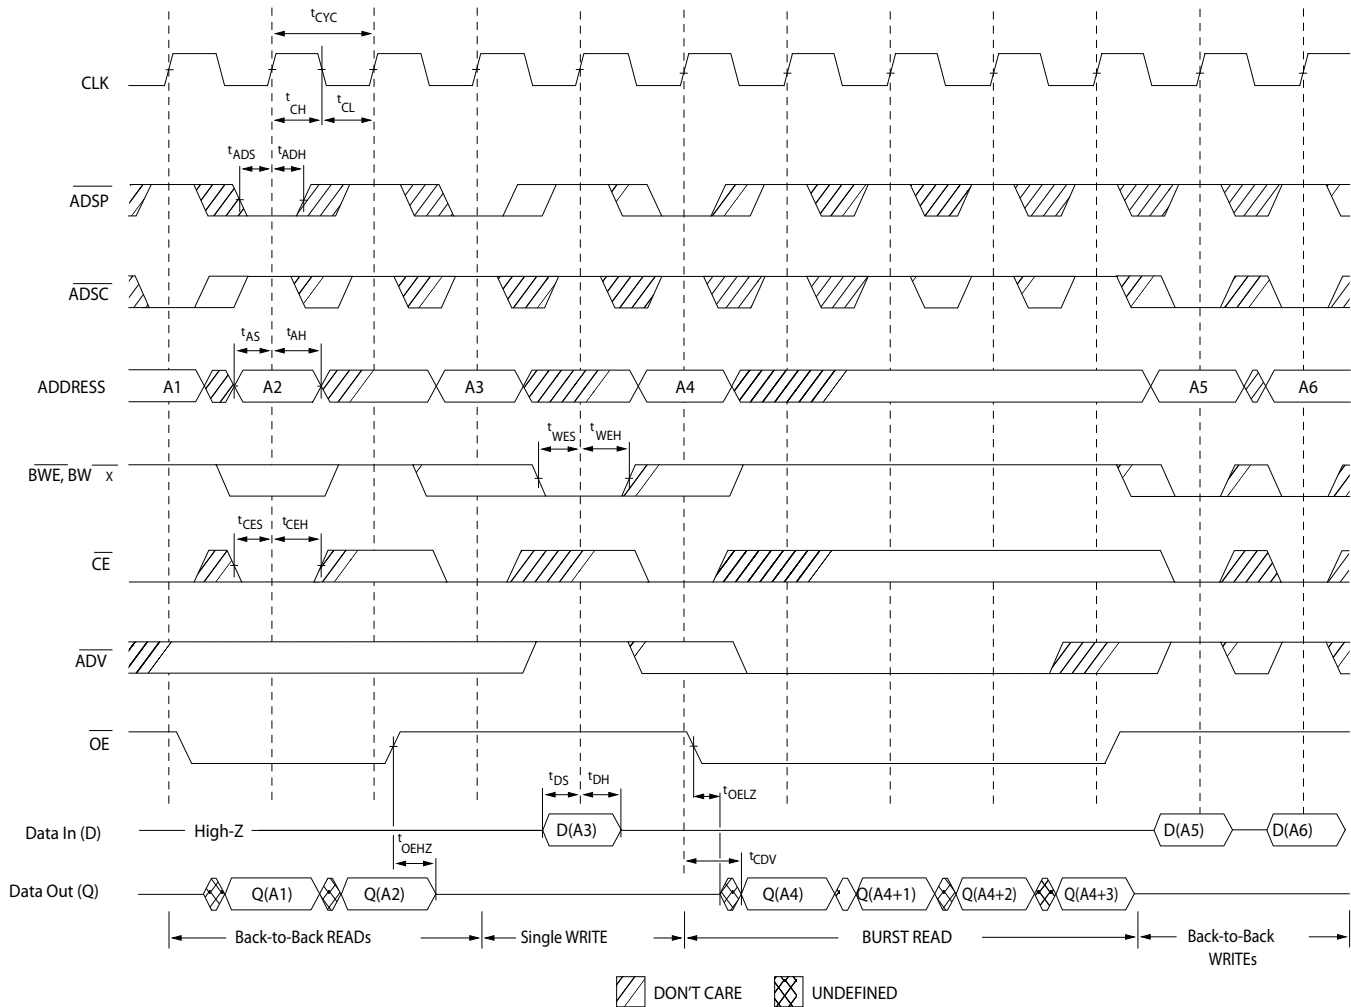 tCYC
CLK
tCH
tCL
tADS
tADH
ADSP
ADSC
tAS
tAH
ADDRESS
A1
A2
A3
A4
A5
A6
tWES
tWEH
BWE, BW x
tCES
tCEH
CE
ADV
OE
tDS
tDH
tOELZ
Data In (D)
High-Z
D(A3)
D(A5)
D(A6)
tOEHZ
tCDV
Data Out (Q)
Q(A1)
Q(A2)
Q(A4)
Q(A4+1)
Q(A4+2)
Q(A4+3)
Back-to-Back READs
Single WRITE
BURST READ
Back-to-Back
WRITEs
DON'T CARE
UNDEFINED